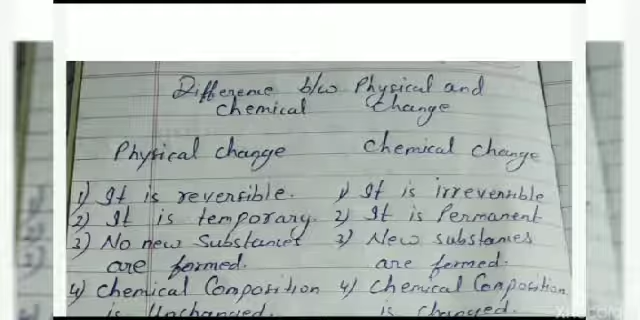 Difference b/w Physical and
Chemical Change
Physical change Chemical change
1) It is reversible. 1) It is irreversible
2) It is temporary. 2) It is Permanent
3) No new Substances 3) New substances
are formed. are formed.
4) Chemical Composition 4) Chemical Composition
is Unchanged. is changed.